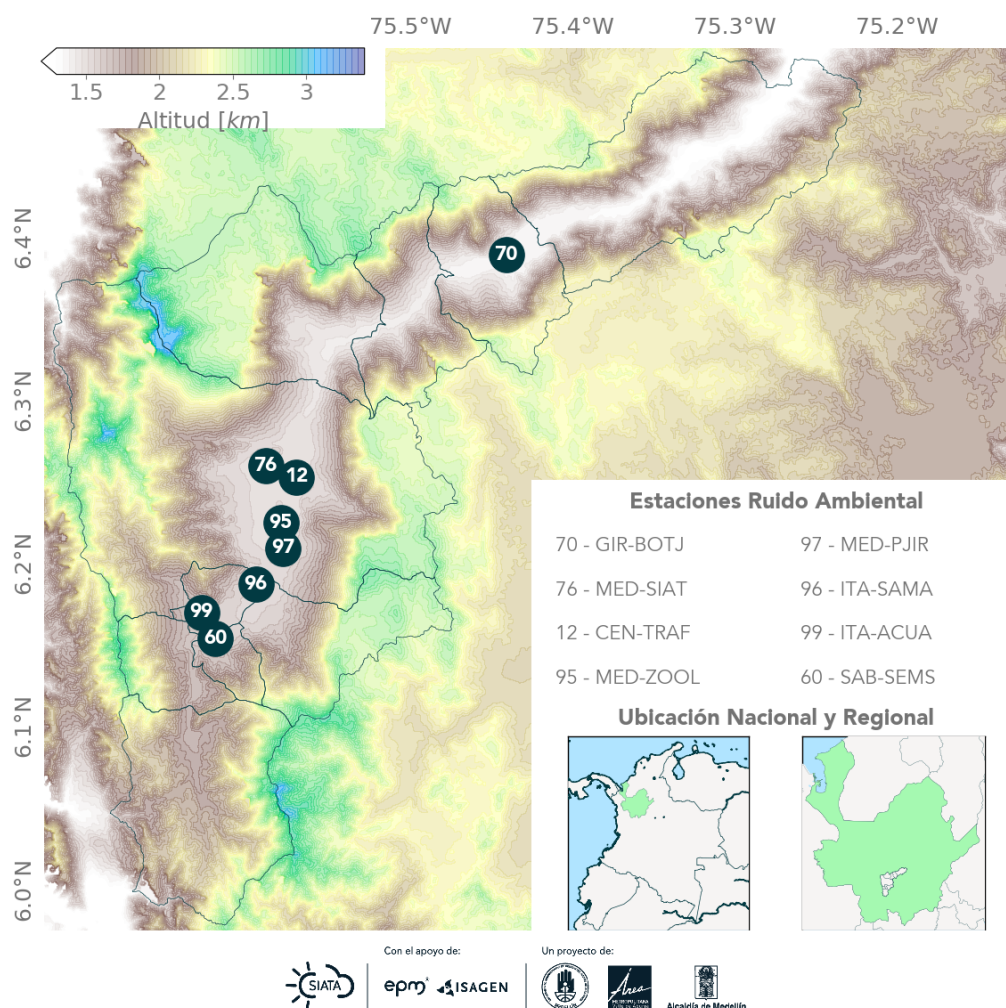 75.5°W 75.4°W 75.3°W 75.2°W
1.5 2 2.5 3
Altitud [km]
6.4°N
6.3°N
6.2°N
6.1°N
6.0°N
70
76
12
95
97
96
99
60
Estaciones Ruido Ambiental
70 - GIR-BOTJ 97 - MED-PJIR
76 - MED-SIAT 96 - ITA-SAMA
12 - CEN-TRAF 99 - ITA-ACUA
95 - MED-ZOOL 60 - SAB-SEMS
Ubicación Nacional y Regional
Con el apoyo de: Un proyecto de:
SIATA epm ISAGEN Área
METROPOLITANA
Alcaldía de Medellín